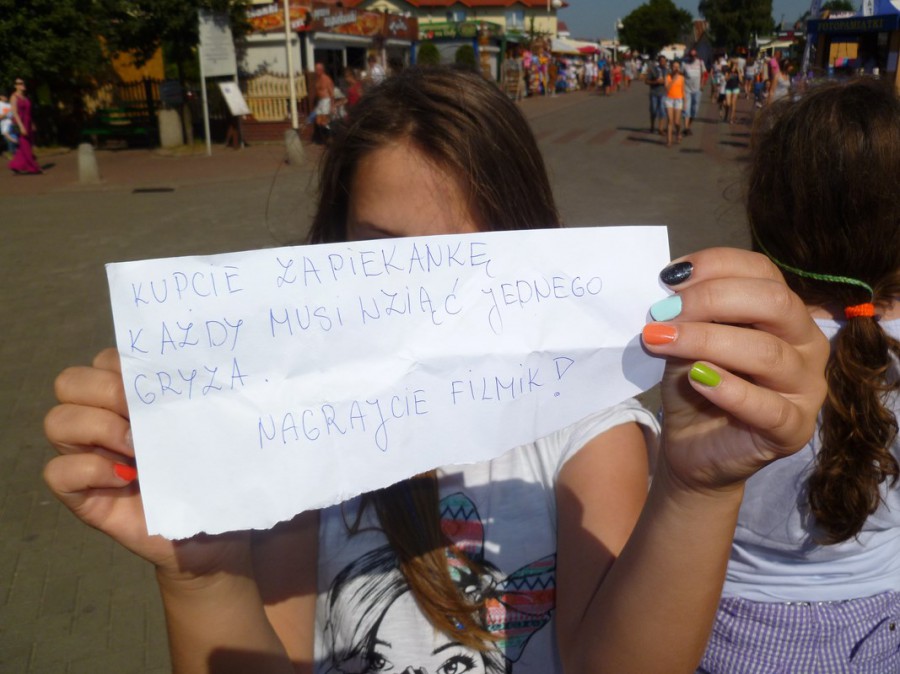 KUPCIE ZAPIEKANKĘ
KAŻDY MUSI WZIĄĆ JEDNEGO
GRYZA.
NAGRAJCIE FILMIK!